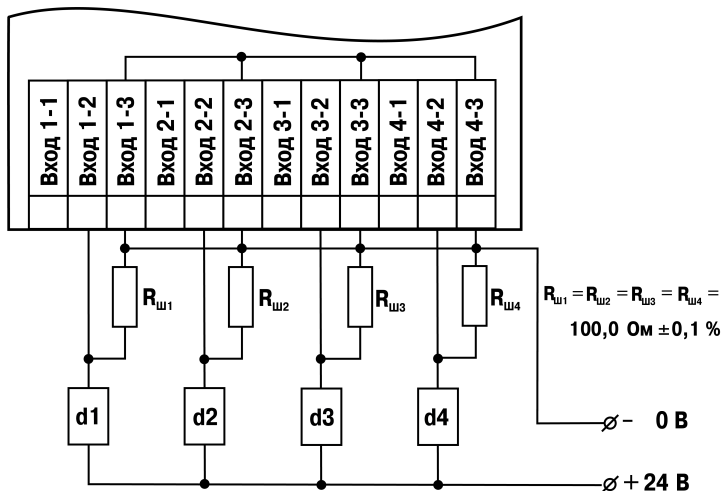 Вход 1-1
Вход 1-2
Вход 1-3
Вход 2-1
Вход 2-2
Вход 2-3
Вход 3-1
Вход 3-2
Вход 3-3
Вход 4-1
Вход 4-2
Вход 4-3
Rш1
Rш2
Rш3
Rш4
Rш1 = Rш2 = Rш3 = Rш4 =
100,0 Ом ±0,1 %
d1
d2
d3
d4
- 0 В
+ 24 В